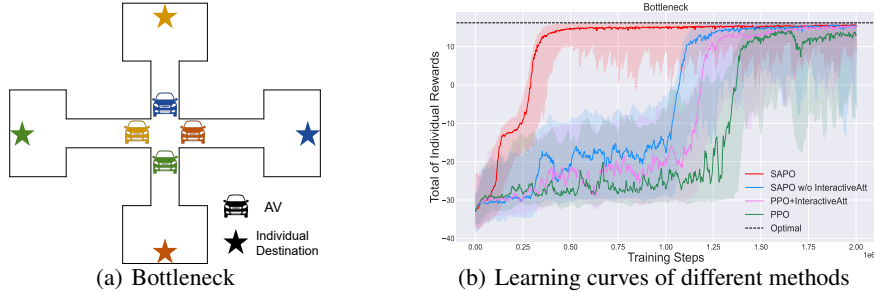 AV
Individual
Destination
(a) Bottleneck
Bottleneck
Total of Individual Rewards
10
0
−10
−20
−30
−40
SAPO
SAPO w/o InteractiveAtt
PPO+InteractiveAtt
PPO
Optimal
0.00 0.25 0.50 0.75 1.00 1.25 1.50 1.75 2.00
1e6
Training Steps
(b) Learning curves of different methods